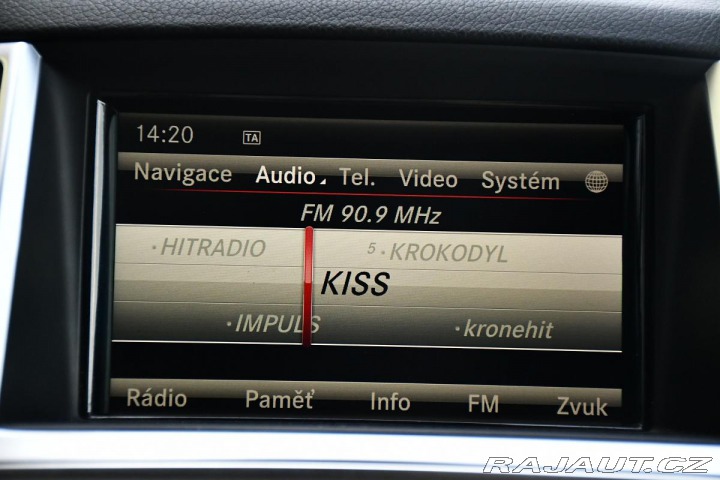 14:20 TA
Navigace Audio Tel. Video Systém
FM 90.9 MHz
·HITRADIO 5 ·KROKODYL
KISS
·IMPULS ·kronehit
Rádio Paměť Info FM Zvuk
RAJAUT.CZ